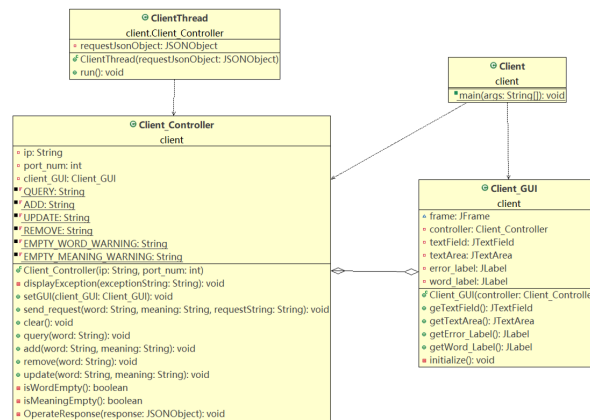 ClientThread
client.Client_Controller
requestJsonObject: JSONObject
ClientThread(requestJsonObject: JSONObject)
run(): void
Client
client
main(args: String[]): void
Client_Controller
client
ip: String
port_num: int
client_GUI: Client_GUI
QUERY: String
ADD: String
UPDATE: String
REMOVE: String
EMPTY_WORD_WARNING: String
EMPTY_MEANING_WARNING: String
Client_Controller(ip: String, port_num: int)
displayException(exceptionString: String): void
setGUI(client_GUI: Client_GUI): void
send_request(word: String, meaning: String, requestString: String): void
clear(): void
query(word: String): void
add(word: String, meaning: String): void
remove(word: String): void
update(word: String, meaning: String): void
isWordEmpty(): boolean
isMeaningEmpty(): boolean
OperateResponse(response: JSONObject): void
Client_GUI
client
frame: JFrame
controller: Client_Controller
textField: JTextField
textArea: JTextArea
error_label: JLabel
word_label: JLabel
Client_GUI(controller: Client_Controlle
geTextField(): JTextField
getTextArea(): JTextArea
getError_Label(): JLabel
getWord_Label(): JLabel
initialize(): void